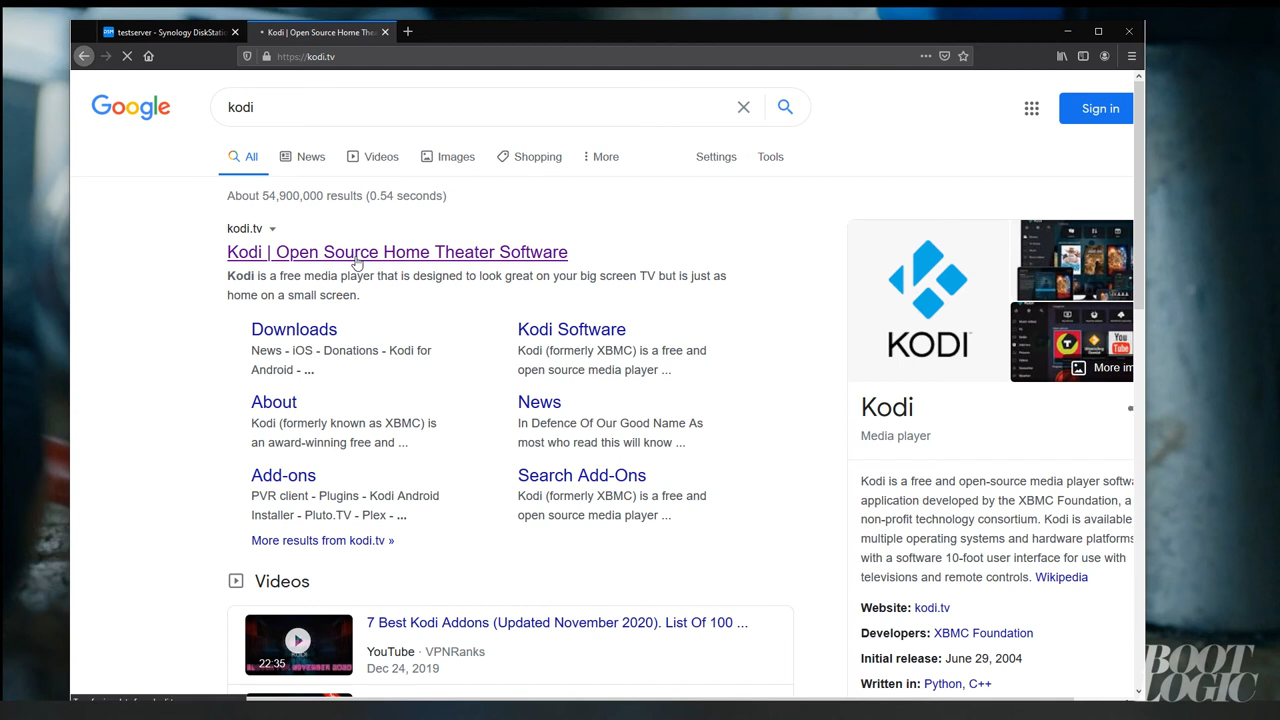 testserver - Synology DiskStati
Kodi | Open Source Home Thea
https://kodi.tv
Google
kodi
Sign in
All
News
Videos
Images
Shopping
More
Settings
Tools
About 54,900,000 results (0.54 seconds)
kodi.tv
Kodi | Open Source Home Theater Software
Kodi is a free media player that is designed to look great on your big screen TV but is just as
home on a small screen.
Downloads
News - iOS - Donations - Kodi for
Android - ...
Kodi Software
Kodi (formerly XBMC) is a free and
open source media player ...
About
Kodi (formerly known as XBMC) is
an award-winning free and ...
News
In Defence Of Our Good Name As
most who read this will know ...
Add-ons
PVR client - Plugins - Kodi Android
Installer - Pluto.TV - Plex - ...
Search Add-Ons
Kodi (formerly XBMC) is a free and
open source media player ...
More results from kodi.tv »
Videos
7 Best Kodi Addons (Updated November 2020). List Of 100 ...
YouTube · VPNRanks
Dec 24, 2019
22:35
KODI™
You
Tube
More im
Kodi
Media player
Kodi is a free and open-source media player softwa
application developed by the XBMC Foundation, a
non-profit technology consortium. Kodi is available
multiple operating systems and hardware platforms
with a software 10-foot user interface for use with
televisions and remote controls. Wikipedia
Website: kodi.tv
Developers: XBMC Foundation
Initial release: June 29, 2004
Written in: Python, C++
BOOT
LOGIC